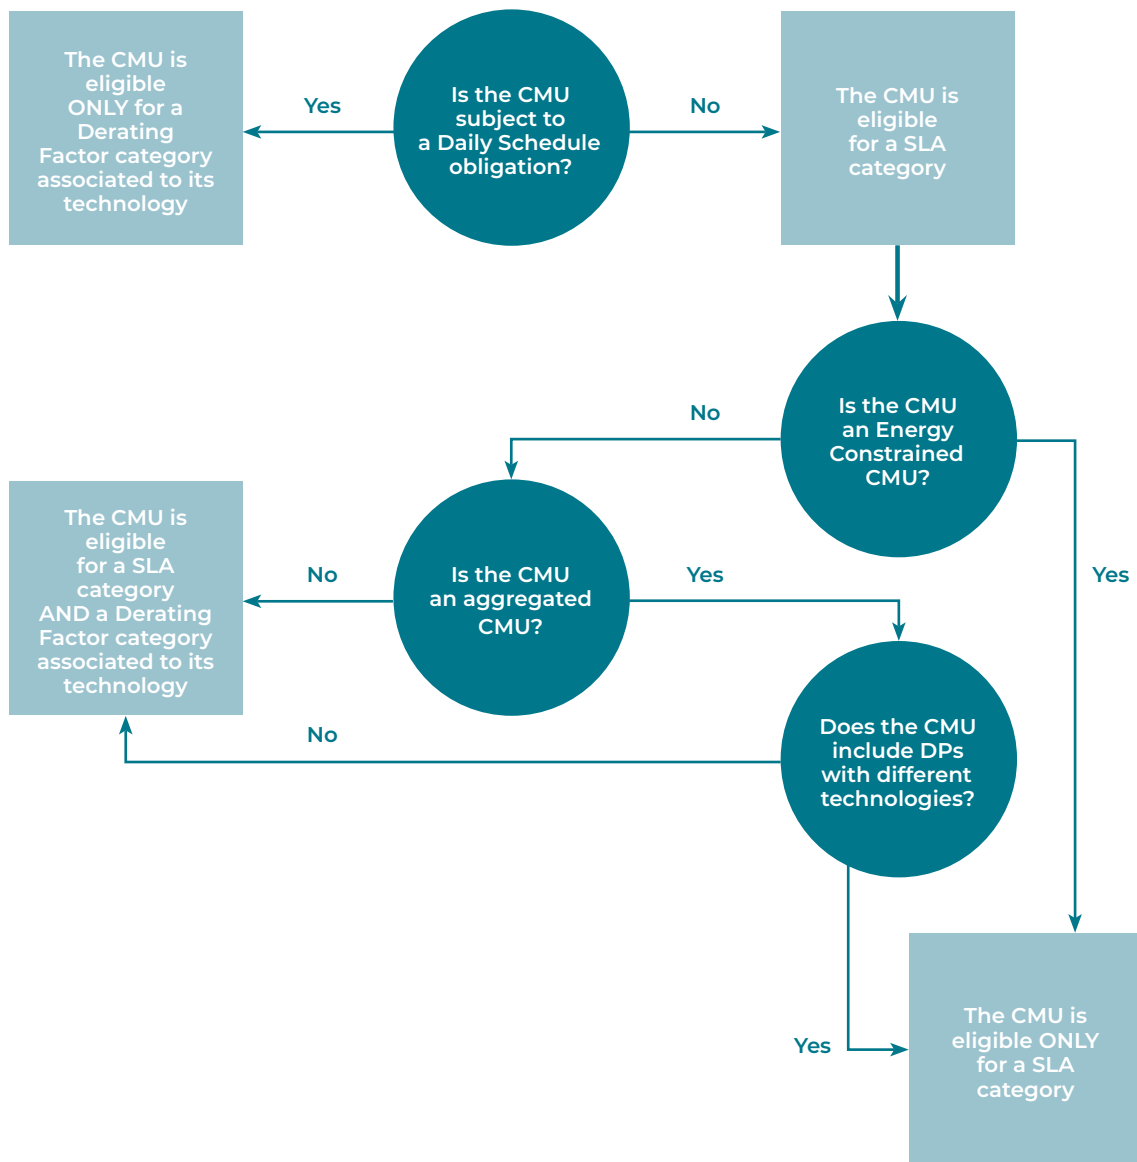 The CMU is
eligible
ONLY for a
Derating
Factor category
associated to its
technology
Yes
Is the CMU
subject to
a Daily Schedule
obligation?
No
The CMU is
eligible
for a SLA
category
Is the CMU
an Energy
Constrained
CMU?
No
Yes
The CMU is
eligible
for a SLA
category
AND a Derating
Factor category
associated to its
technology
No
Is the CMU
an aggregated
CMU?
Yes
Does the CMU
include DPs
with different
technologies?
No
Yes
The CMU is
eligible ONLY
for a SLA
category